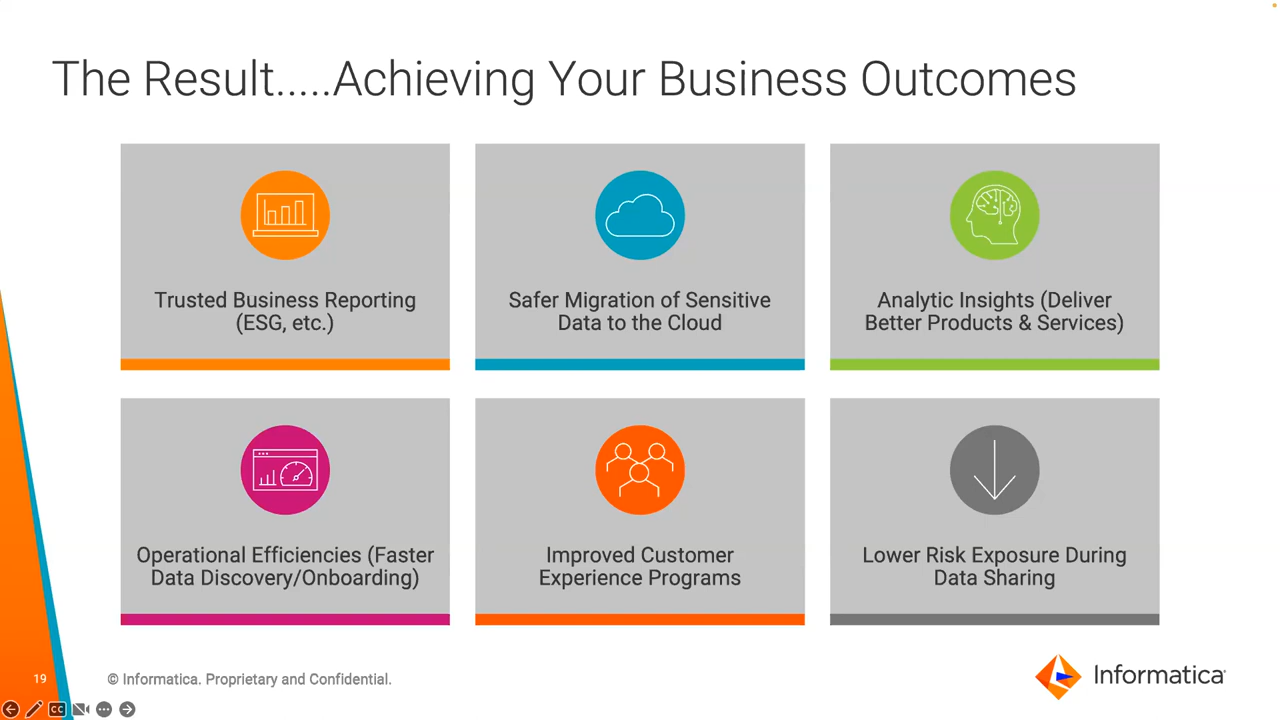 The Result.....Achieving Your Business Outcomes
Trusted Business Reporting
(ESG, etc.)
Safer Migration of Sensitive
Data to the Cloud
Analytic Insights (Deliver
Better Products & Services)
Operational Efficiencies (Faster
Data Discovery/Onboarding)
Improved Customer
Experience Programs
Lower Risk Exposure During
Data Sharing
19
© Informatica. Proprietary and Confidential.
Informatica
CC